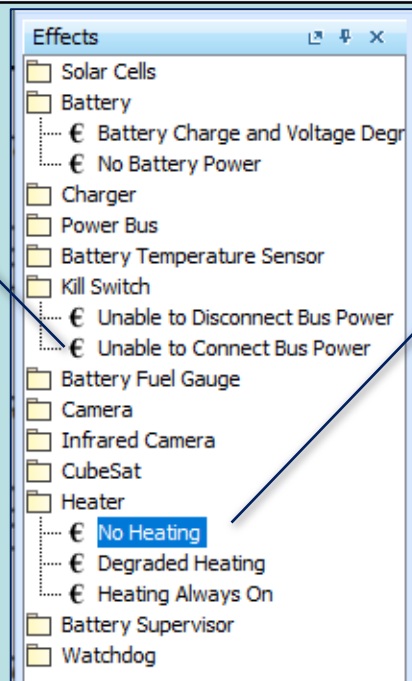 Effects
Solar Cells
Battery
€ Battery Charge and Voltage Degr
€ No Battery Power
Charger
Power Bus
Battery Temperature Sensor
Kill Switch
€ Unable to Disconnect Bus Power
€ Unable to Connect Bus Power
Battery Fuel Gauge
Camera
Infrared Camera
CubeSat
Heater
€ No Heating
€ Degraded Heating
€ Heating Always On
Battery Supervisor
Watchdog